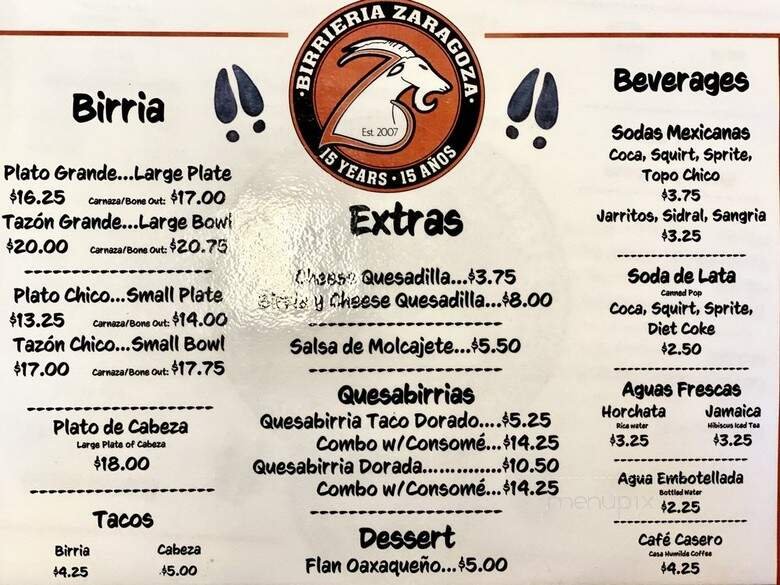 BIRRIERIA ZARAGOZA
Est. 2007
15 YEARS • 15 AÑOS
Birria
Plato Grande...Large Plate
$16.25 Carnaza/Bone Out: $17.00
Tazón Grande...Large Bowl
$20.00 Carnaza/Bone Out: $20.75
Plato Chico...Small Plate
$13.25 Carnaza/Bone Out: $14.00
Tazón Chico...Small Bowl
$17.00 Carnaza/Bone Out: $17.75
Plato de Cabeza
Large Plate of Cabeza
$18.00
Tacos
Birria Cabeza
$4.25 $5.00
Extras
Cheese Quesadilla...$3.75
Birria y Cheese Quesadilla...$8.00
Salsa de Molcajete...$5.50
Quesabirrias
Quesabirria Taco Dorado....$5.25
Combo w/Consomé...$14.25
Quesabirria Dorada.............$10.50
Combo w/Consomé...$14.25
Dessert
Flan Oaxaqueño...$5.00
Beverages
Sodas Mexicanas
Coca, Squirt, Sprite,
Topo Chico
$3.75
Jarritos, Sidral, Sangria
$3.25
Soda de Lata
Canned Pop
Coca, Squirt, Sprite,
Diet Coke
$2.50
Aguas Frescas
Horchata Jamaica
Rice water Hibiscus Iced Tea
$3.25 $3.25
Agua Embotellada
Bottled Water
$2.25
Café Casero
Casa Humilde Coffee
$4.25
menupix